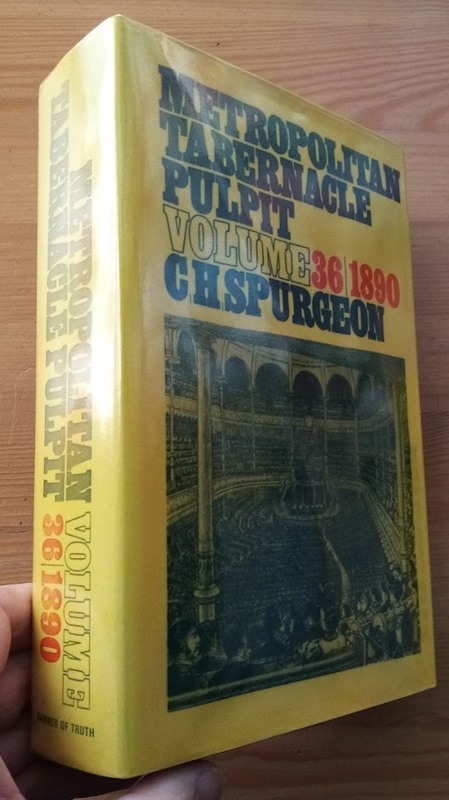 METROPOLITAN
TABERNACLE
PULPIT
VOLUME 36|1890
C.H. SPURGEON
METROPOLITAN
TABERNACLE PULPIT
VOLUME
36|1890
BANNER OF TRUTH